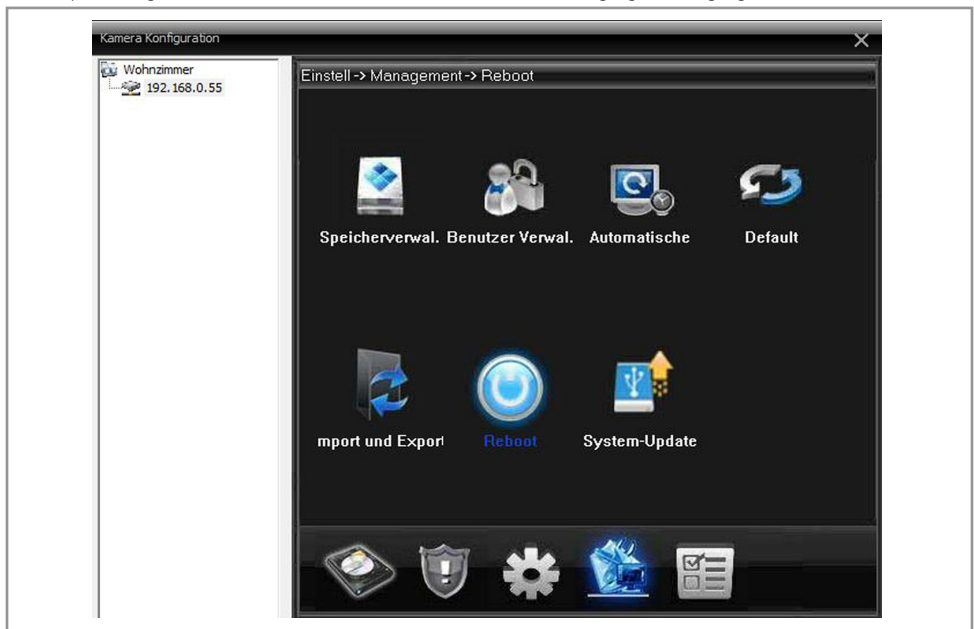 Kamera Konfiguration
Wohnzimmer
192.168.0.55
Einstell -> Management -> Reboot
Speicherverwal. Benutzer Verwal. Automatische Default
mport und Export Reboot System-Update